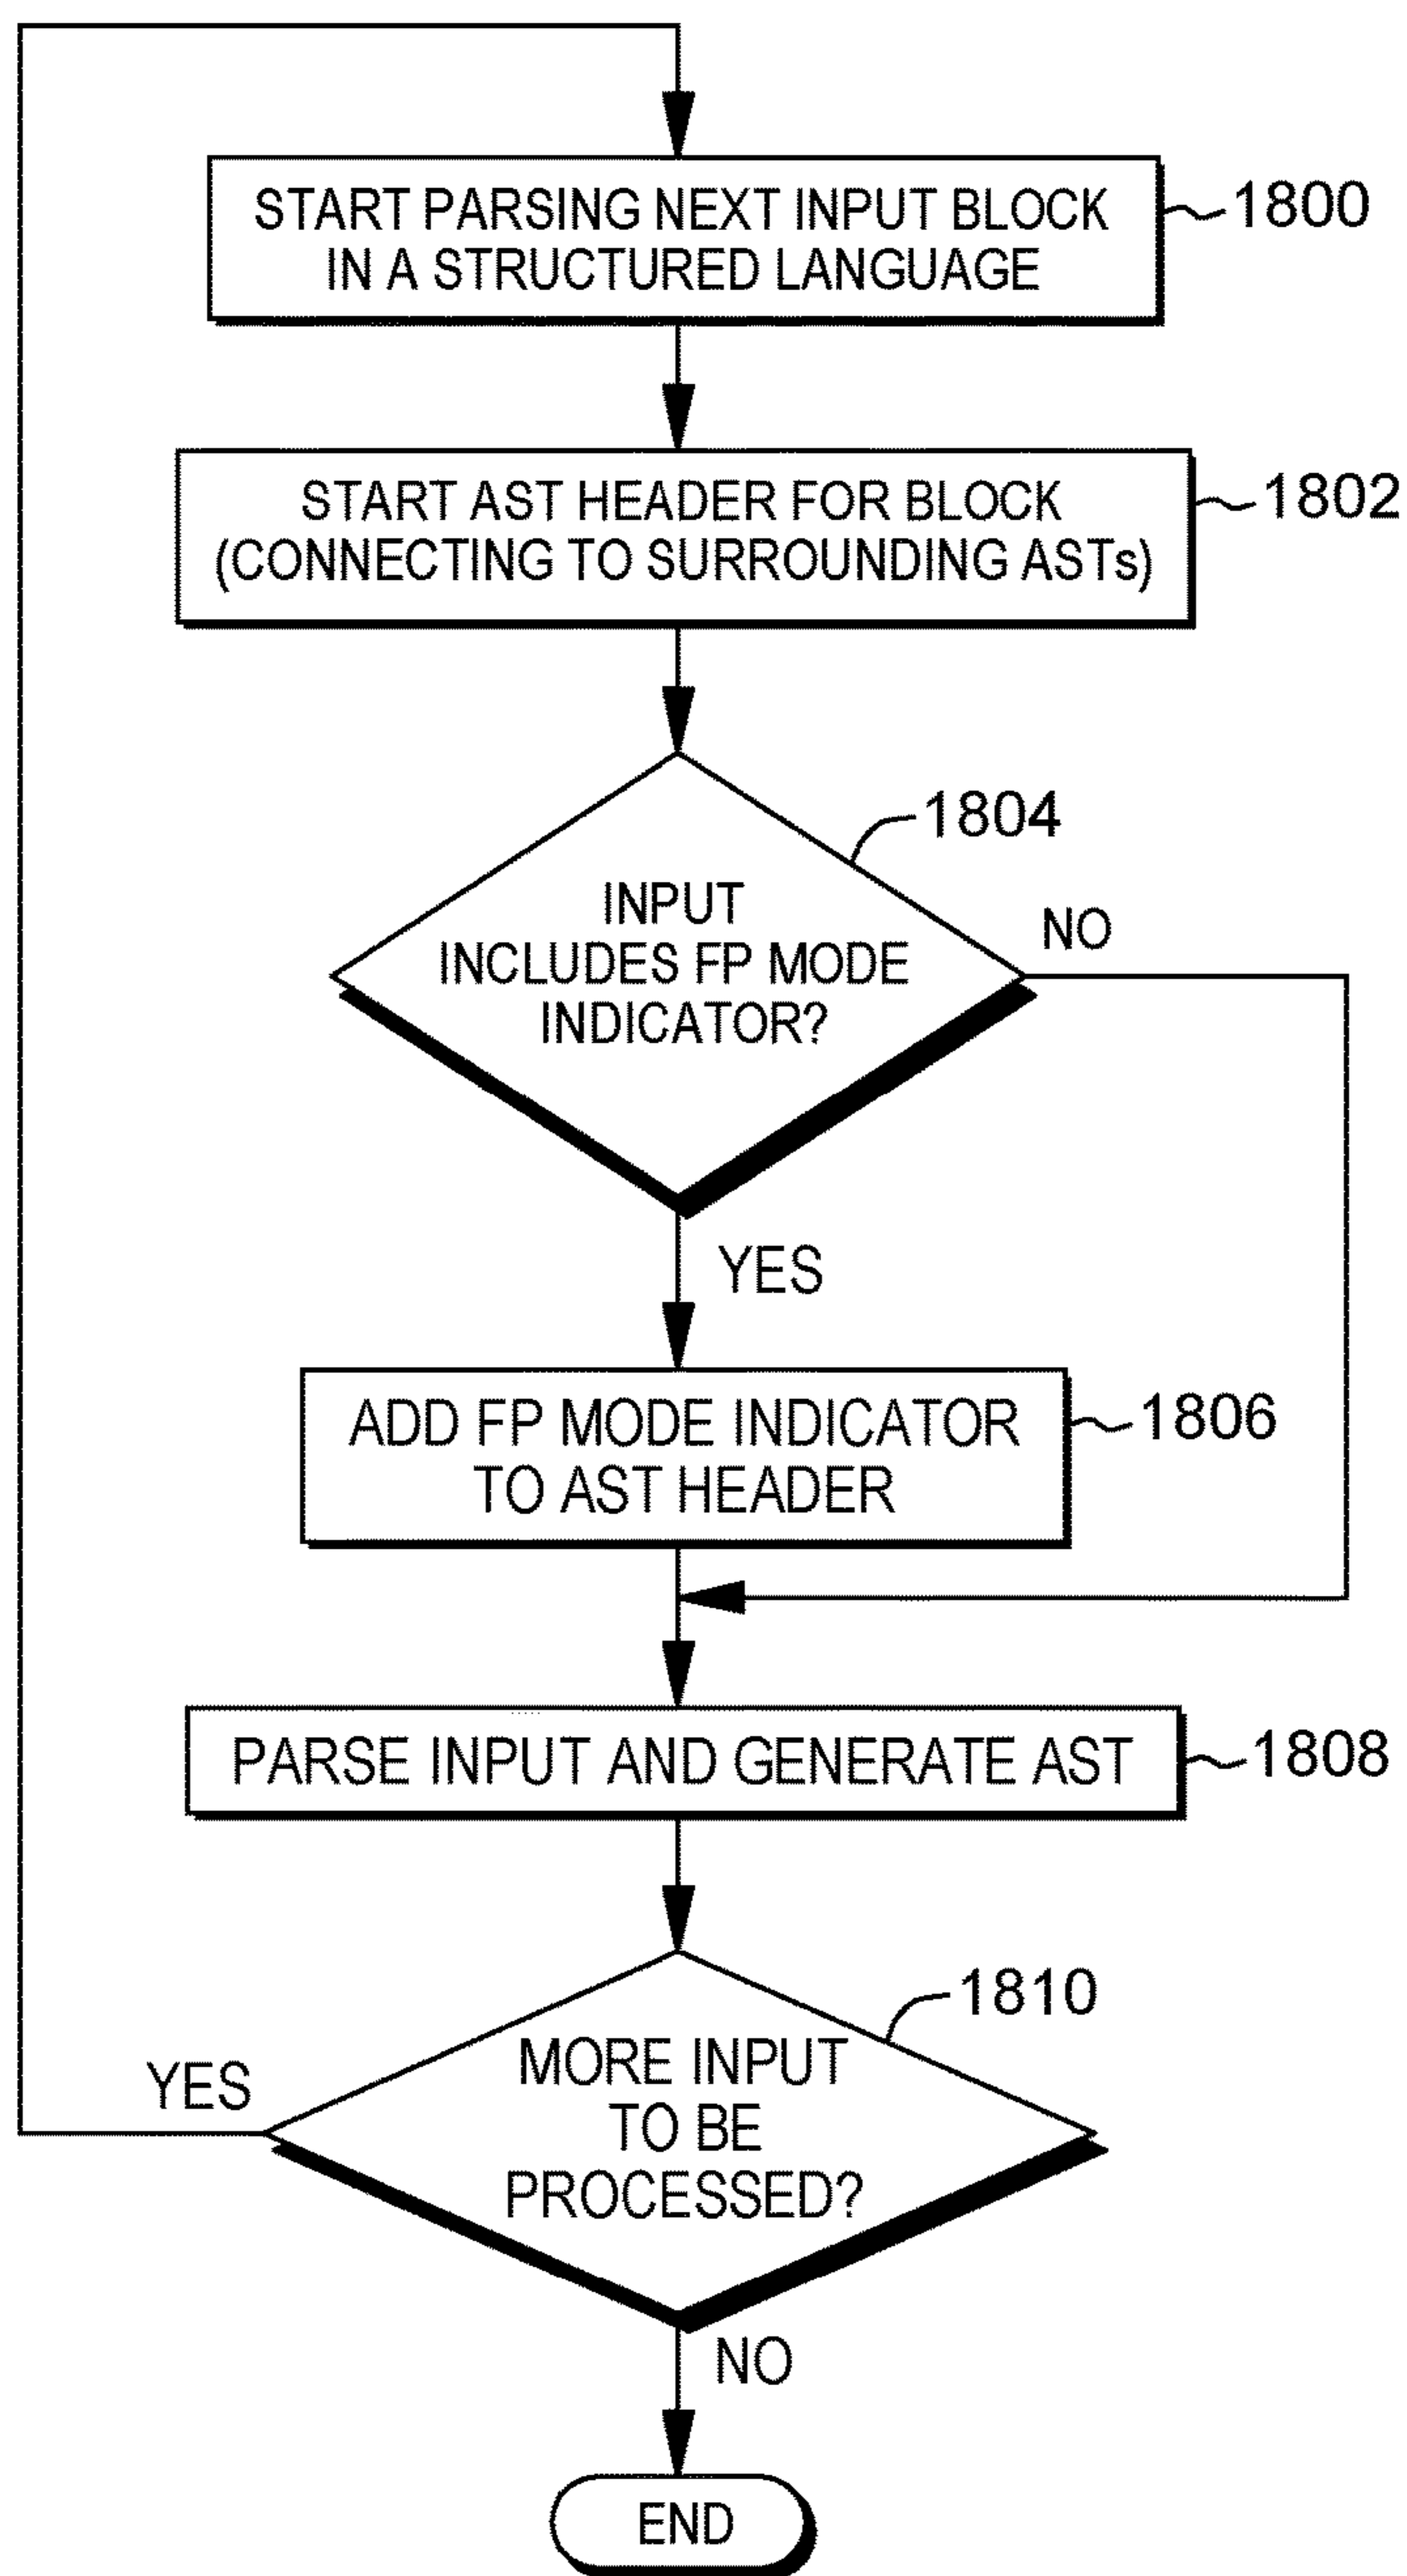 START PARSING NEXT INPUT BLOCK
IN A STRUCTURED LANGUAGE
1800
START AST HEADER FOR BLOCK
(CONNECTING TO SURROUNDING ASTs)
1802
1804
INPUT
INCLUDES FP MODE
INDICATOR?
NO
YES
ADD FP MODE INDICATOR
TO AST HEADER
1806
PARSE INPUT AND GENERATE AST
1808
1810
MORE INPUT
TO BE
PROCESSED?
YES
NO
END